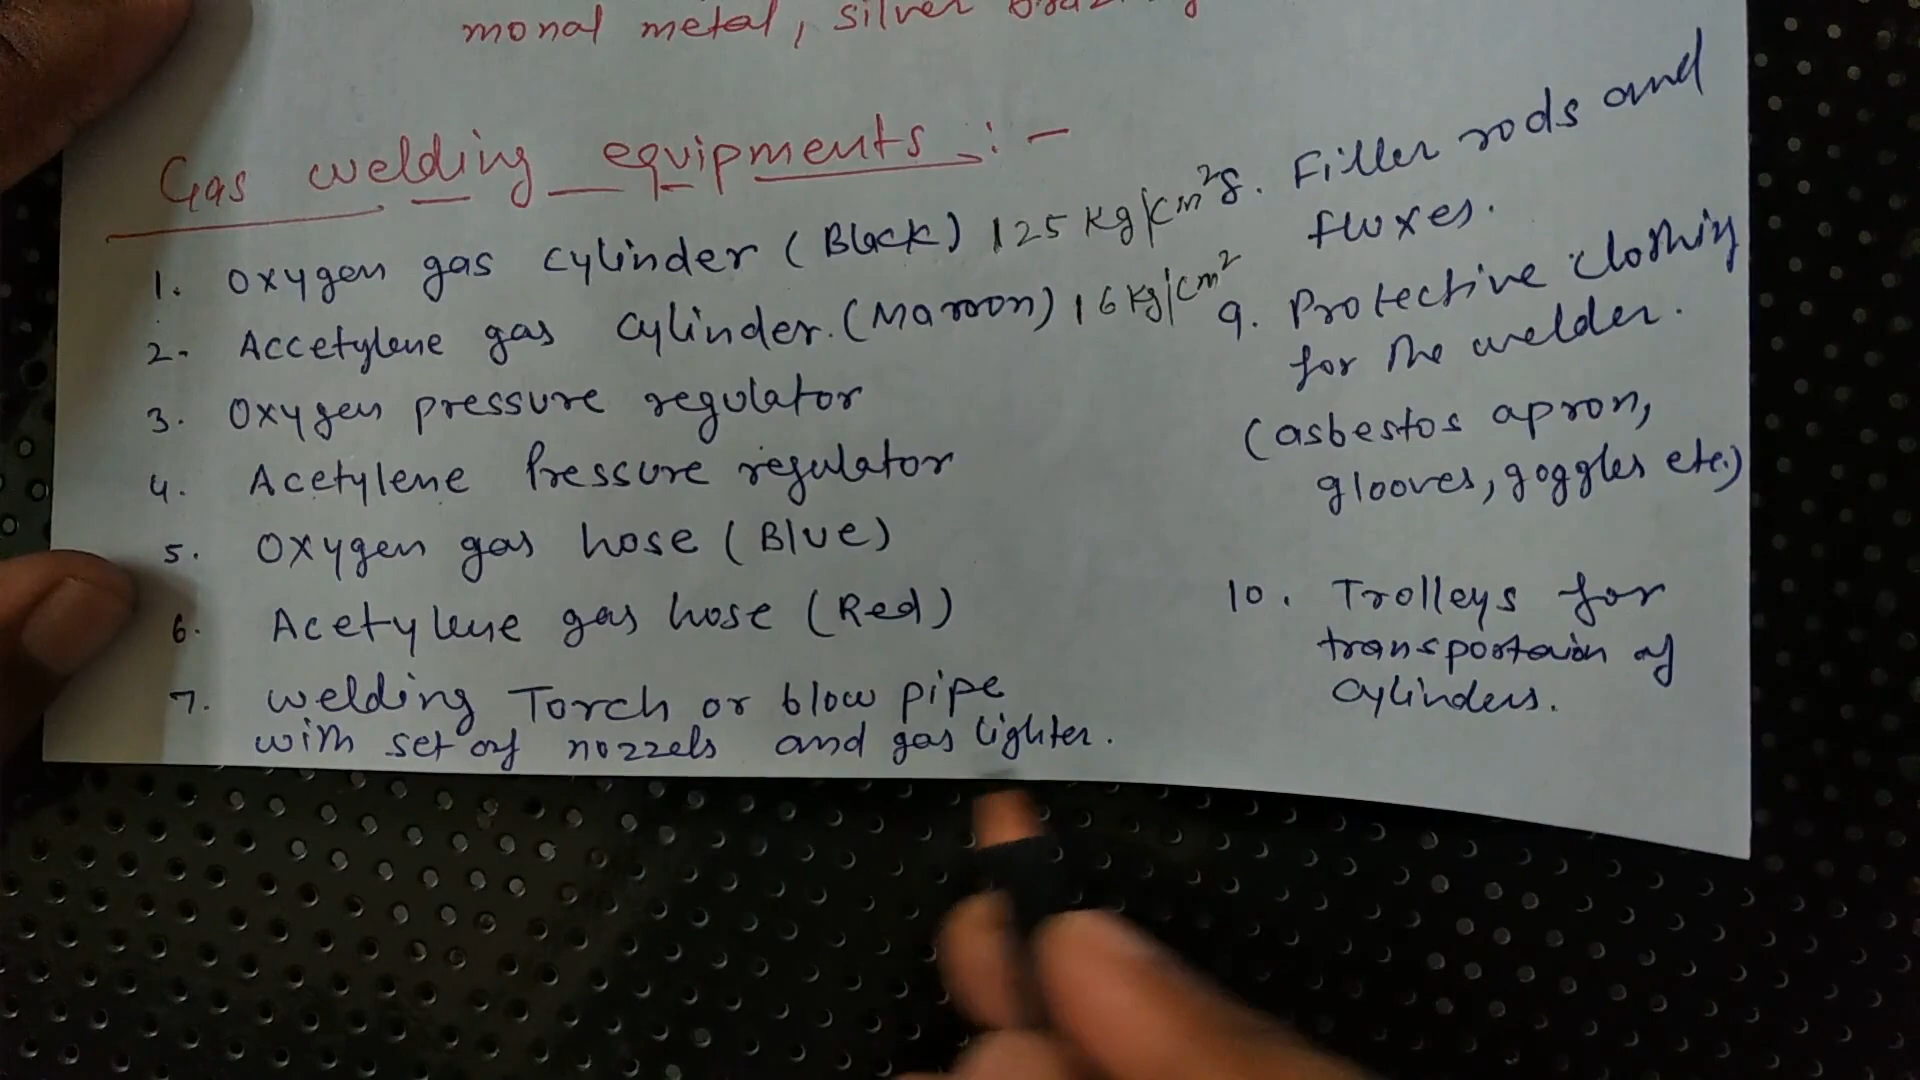 monal metal, silver
Gas welding equipments :-
1. Oxygen gas cylinder (Black) 125 kg/cm²
2. Accetylene gas cylinder. (Maroon) 16 kg/cm²
3. Oxygen pressure regulator
4. Acetylene Pressure regulator
5. Oxygen gas hose (Blue)
6. Acetylene gas hose (Red)
7. welding Torch or blow pipe
with set of nozzels and gas lighter.
8. Filler rods and
fluxes.
9. Protective clothing
for the welder.
(asbestos apron,
glooves, goggles etc.)
10. Trolleys for
transportaion of
cylinders.